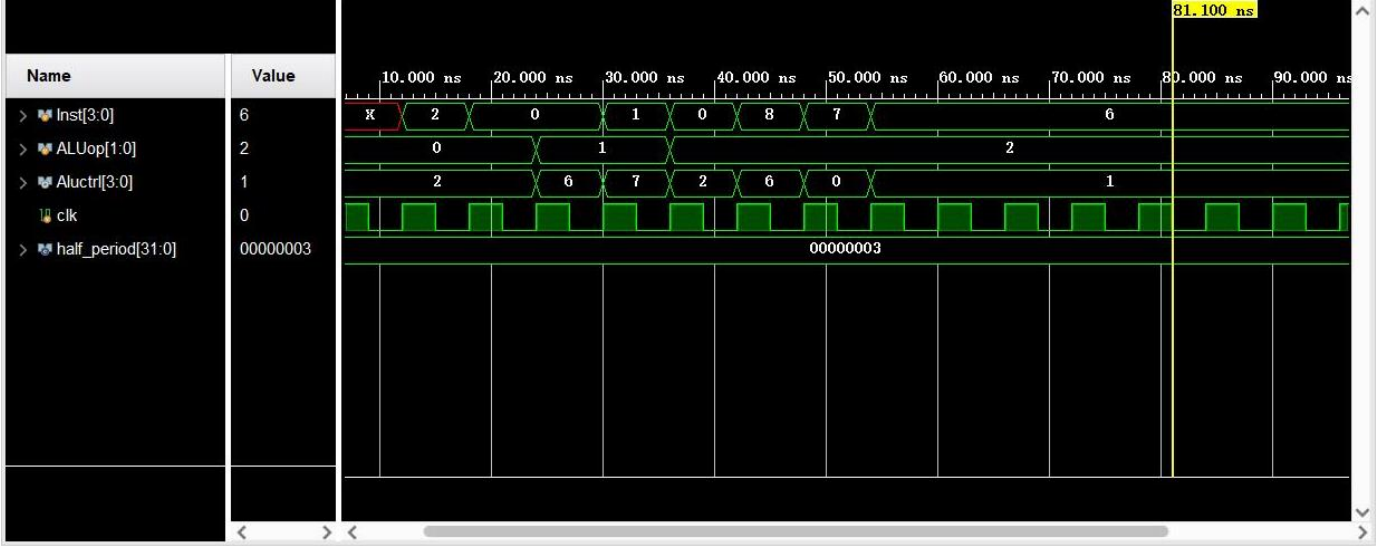 81.100 ns
Name Value
10.000 ns 20.000 ns 30.000 ns 40.000 ns 50.000 ns 60.000 ns 70.000 ns 80.000 ns 90.000 ns
Inst[3:0] 6 X 2 0 1 0 8 7 6
ALUop[1:0] 2 0 1 2
Aluctrl[3:0] 1 2 6 7 2 6 0 1
clk 0
half_period[31:0] 00000003 00000003